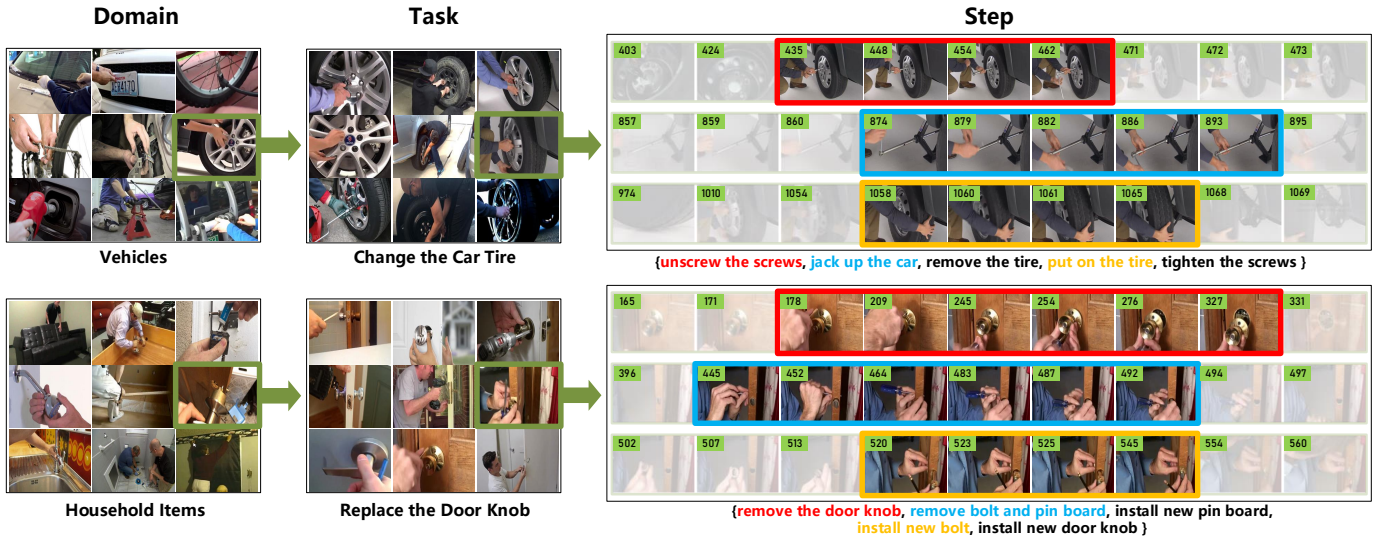 Domain
Task
Step
403 424 435 448 454 462 471 472 473
857 859 860 874 879 882 886 893 895
974 1010 1054 1058 1060 1061 1065 1068 1069
Vehicles
Change the Car Tire
{unscrew the screws, jack up the car, remove the tire, put on the tire, tighten the screws }
165 171 178 209 245 254 276 327 331
396 445 452 464 483 487 492 494 497
502 507 513 520 523 525 545 554 560
Household Items
Replace the Door Knob
{remove the door knob, remove bolt and pin board, install new pin board,
install new bolt, install new door knob }